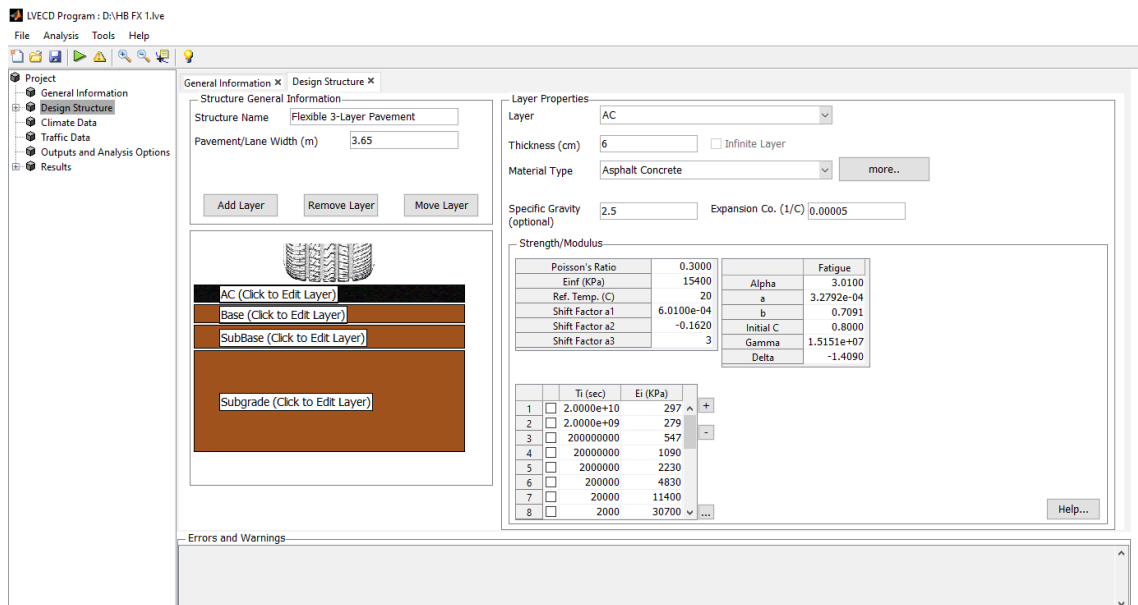 LVECD Program : D:\HB FX 1.lve
File Analysis Tools Help
Project
General Information
Design Structure
Climate Data
Traffic Data
Outputs and Analysis Options
Results
General Information × Design Structure ×
Structure General Information
Structure Name Flexible 3-Layer Pavement
Pavement/Lane Width (m) 3.65
Add Layer Remove Layer Move Layer
AC (Click to Edit Layer)
Base (Click to Edit Layer)
SubBase (Click to Edit Layer)
Subgrade (Click to Edit Layer)
Layer Properties
Layer AC
Thickness (cm) 6 Infinite Layer
Material Type Asphalt Concrete more..
Specific Gravity (optional) 2.5 Expansion Co. (1/C) 0.00005
Strength/Modulus
Poisson's Ratio 0.3000
Einf (KPa) 15400
Ref. Temp. (C) 20
Shift Factor a1 6.0100e-04
Shift Factor a2 -0.1620
Shift Factor a3 3
Fatigue
Alpha 3.0100
a 3.2792e-04
b 0.7091
Initial C 0.8000
Gamma 1.5151e+07
Delta -1.4090
Ti (sec) Ei (KPa)
1 2.0000e+10 297
2 2.0000e+09 279
3 200000000 547
4 20000000 1090
5 2000000 2230
6 200000 4830
7 20000 11400
8 2000 30700
+
-
...
Help...
Errors and Warnings